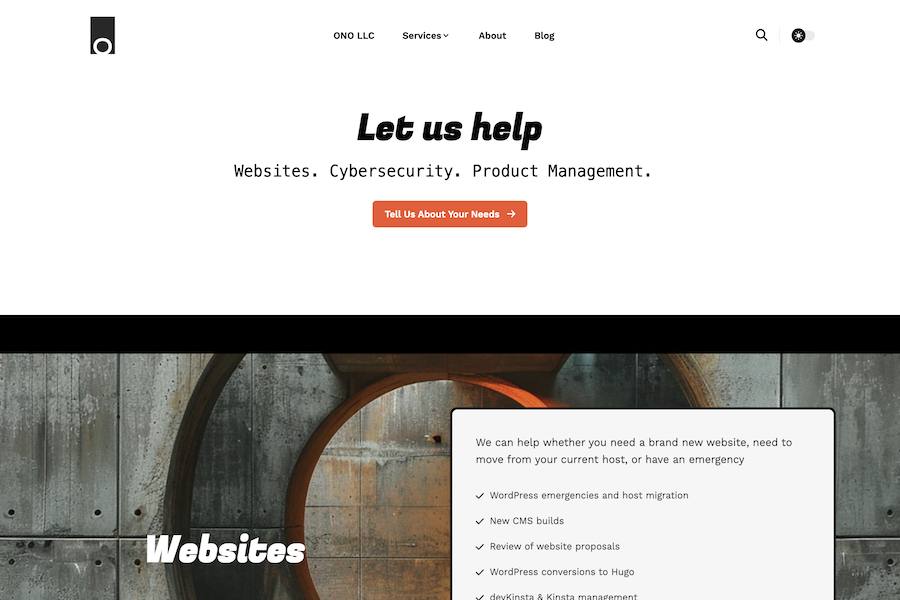 ONO LLC
Services
About
Blog
Let us help
Websites. Cybersecurity. Product Management.
Tell Us About Your Needs
We can help whether you need a brand new website, need to
move from your current host, or have an emergency
WordPress emergencies and host migration
New CMS builds
Review of website proposals
Websites
WordPress conversions to Hugo
devKinsta & Kinsta management